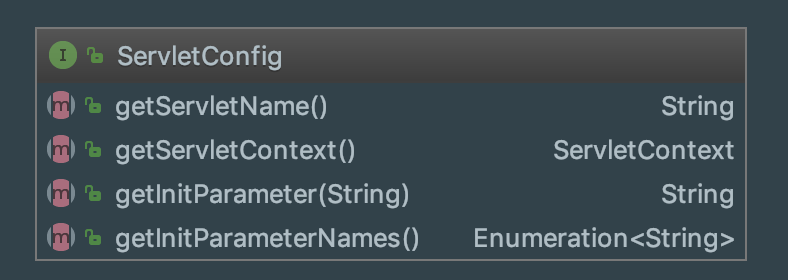 I ServletConfig
m getServletName() String
m getServletContext() ServletContext
m getInitParameter(String) String
m getInitParameterNames() Enumeration<String>